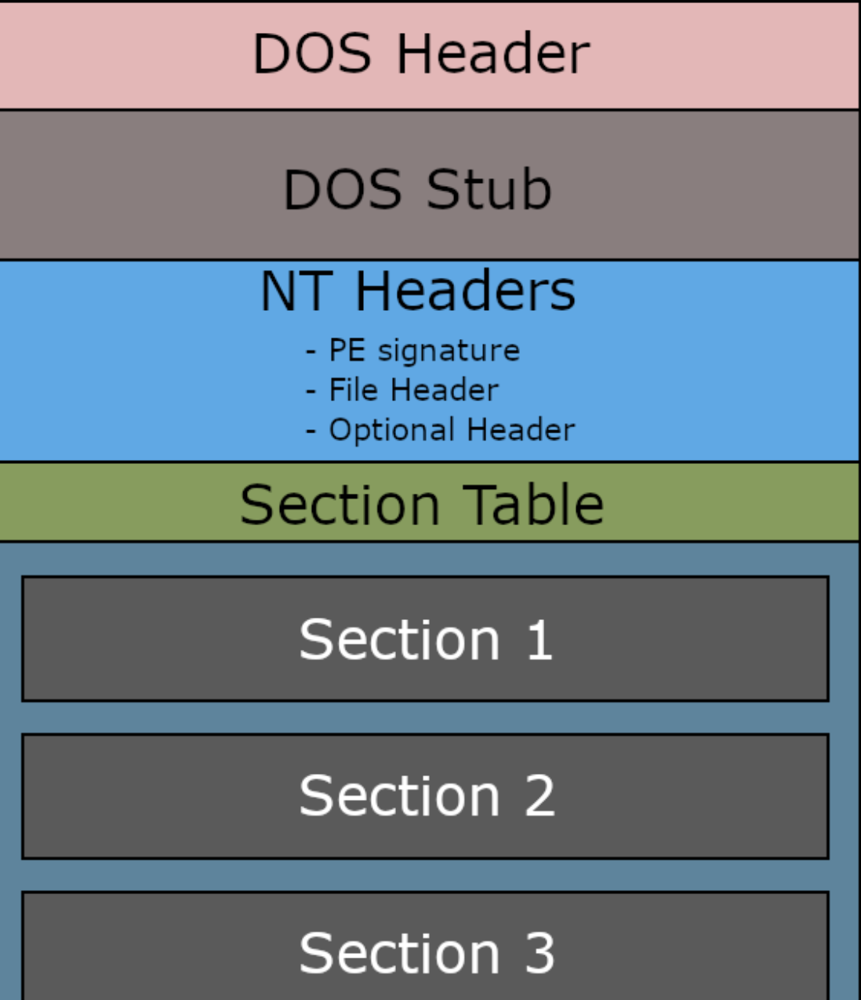 DOS Header
DOS Stub
NT Headers
- PE signature
- File Header
- Optional Header
Section Table
Section 1
Section 2
Section 3